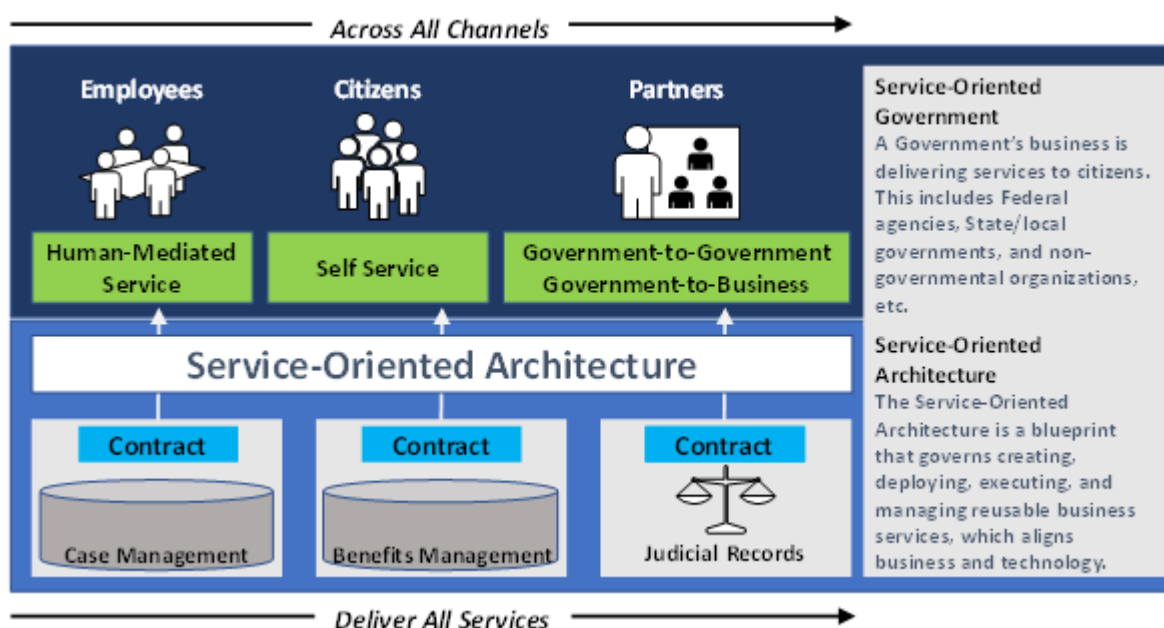 Across All Channels
Employees
Citizens
Partners
Human-Mediated
Service
Self Service
Government-to-Government
Government-to-Business
Service-Oriented Architecture
Contract
Case Management
Contract
Benefits Management
Contract
Judicial Records
Service-Oriented
Government
A Government's business is
delivering services to citizens.
This includes Federal
agencies, State/local
governments, and non-
governmental organizations,
etc.
Service-Oriented
Architecture
The Service-Oriented
Architecture is a blueprint
that governs creating,
deploying, executing, and
managing reusable business
services, which aligns
business and technology.
Deliver All Services